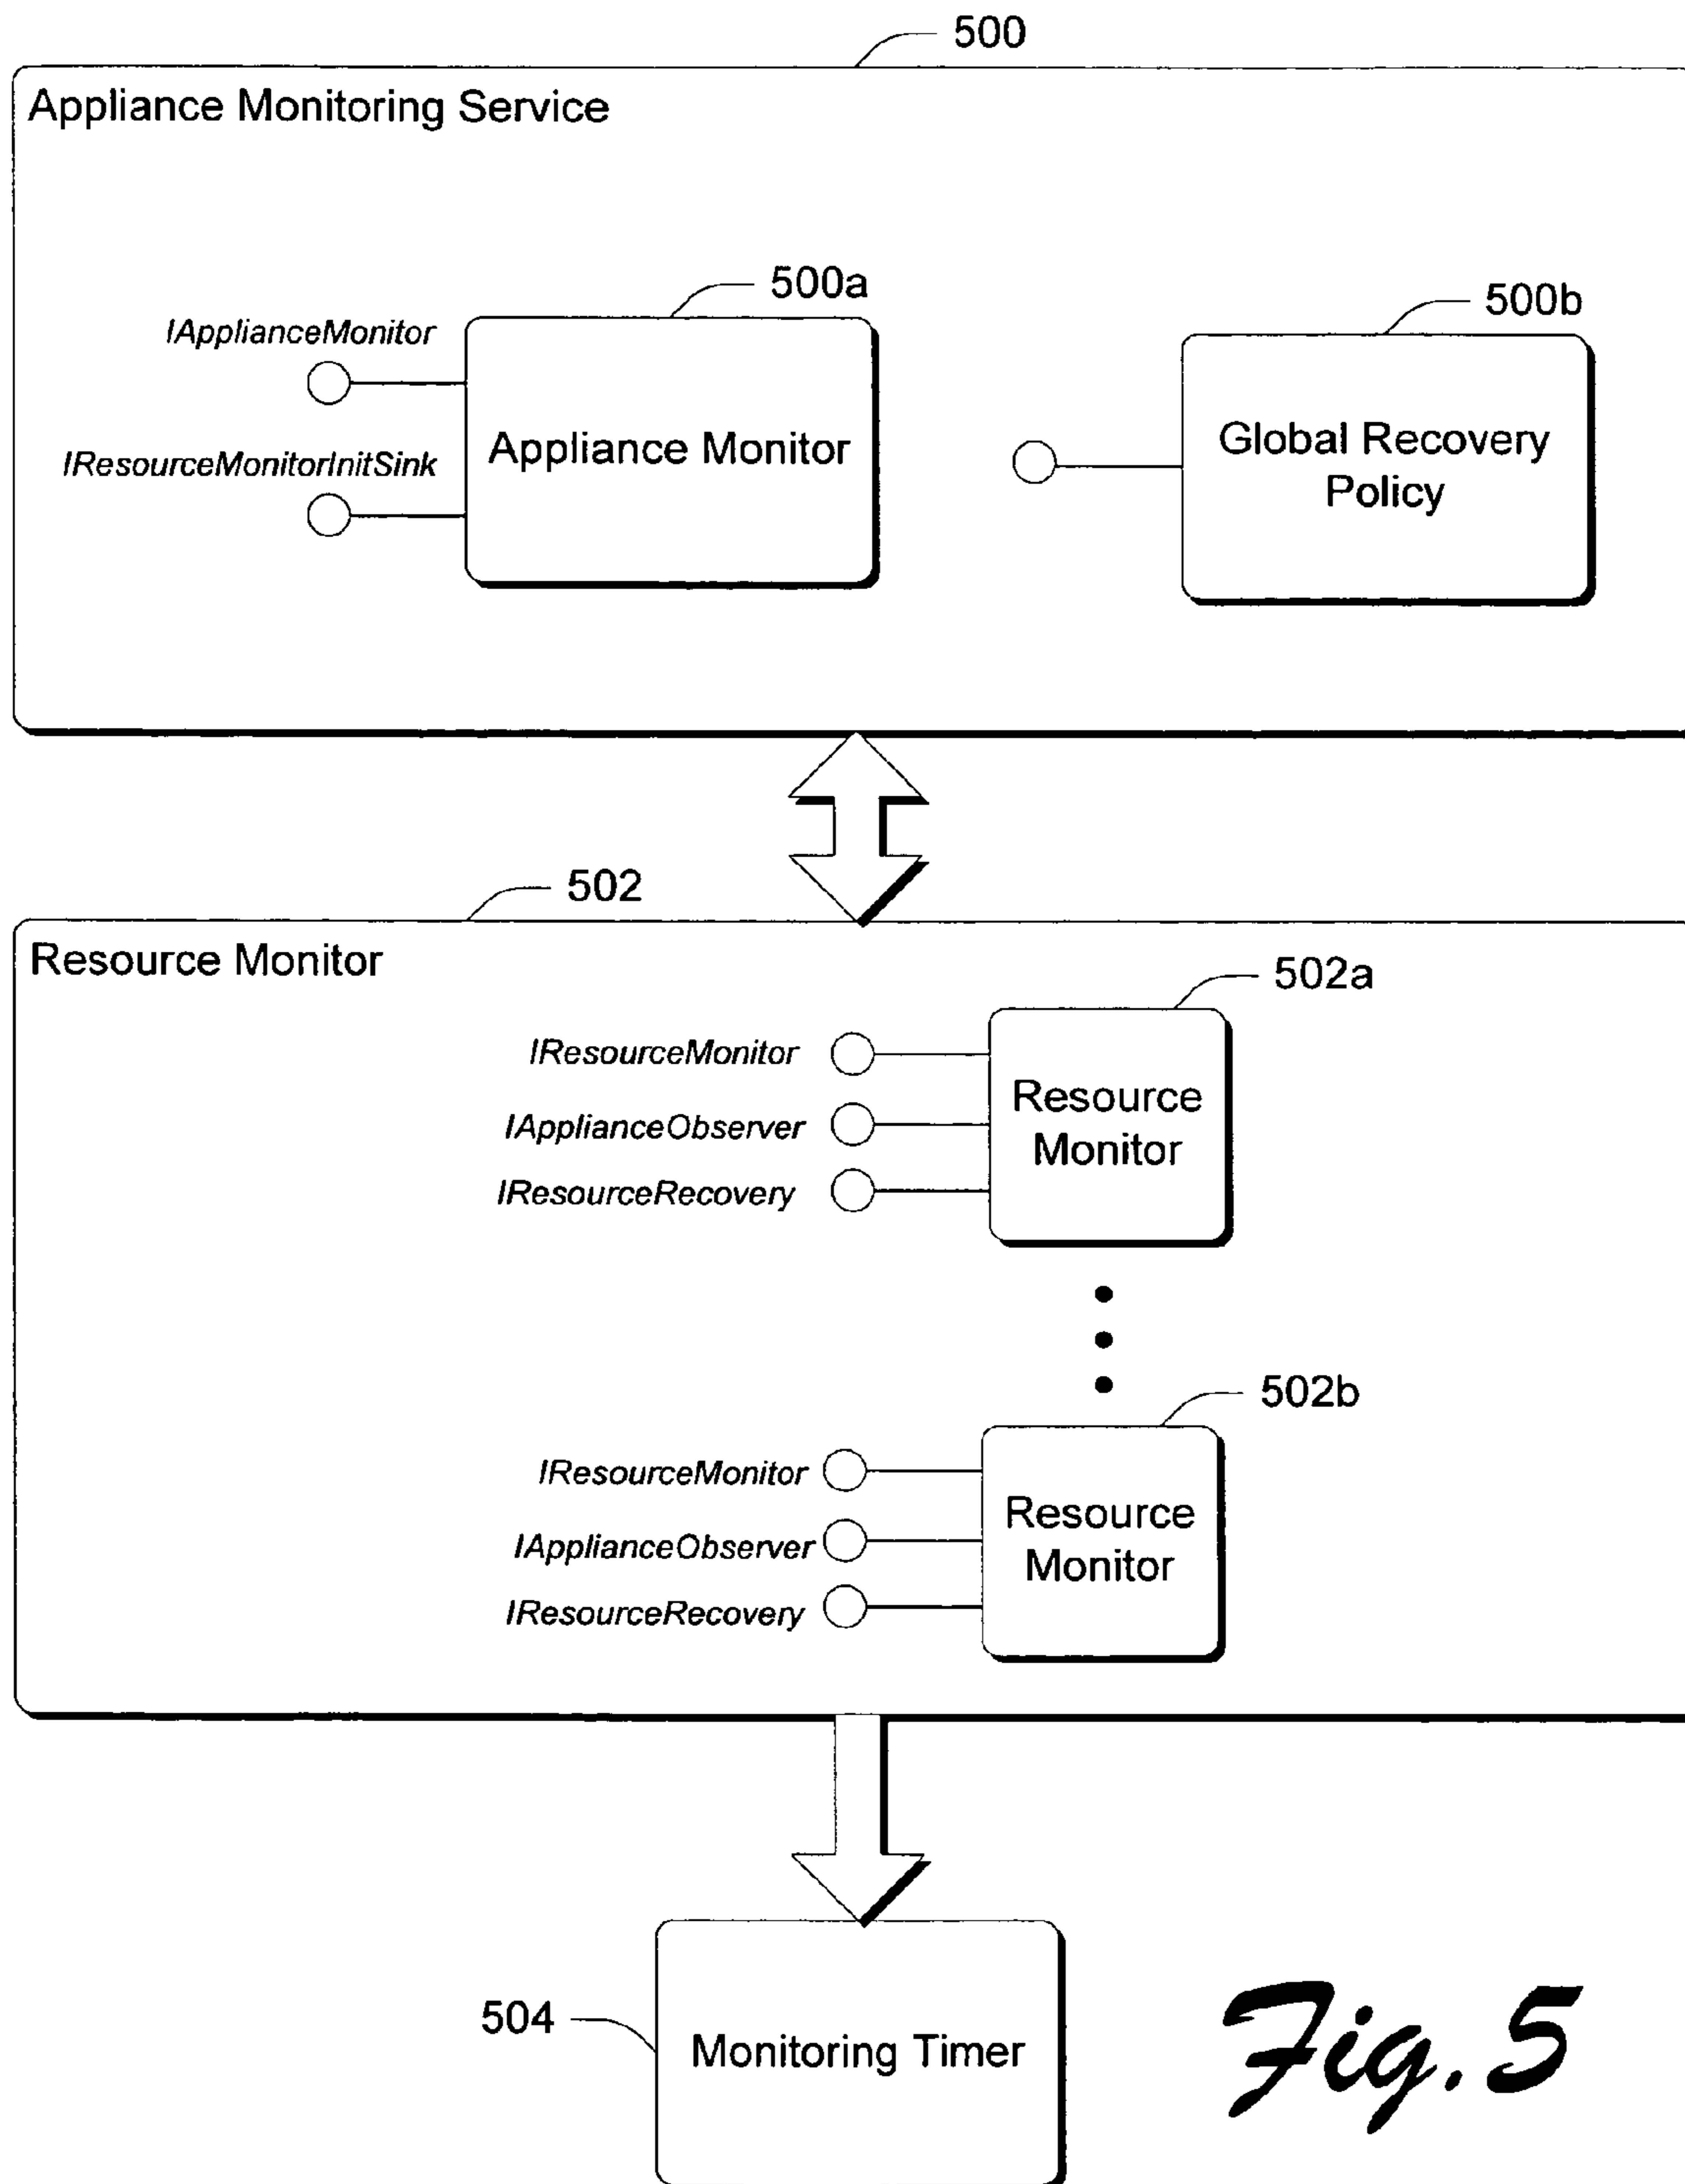 500
Appliance Monitoring Service
500a
500b
IApplianceMonitor
IResourceMonitorInitSink
Appliance Monitor
Global Recovery
Policy
502
Resource Monitor
502a
IResourceMonitor
IApplianceObserver
IResourceRecovery
Resource
Monitor
502b
IResourceMonitor
IApplianceObserver
IResourceRecovery
Resource
Monitor
504
Monitoring Timer
Fig. 5